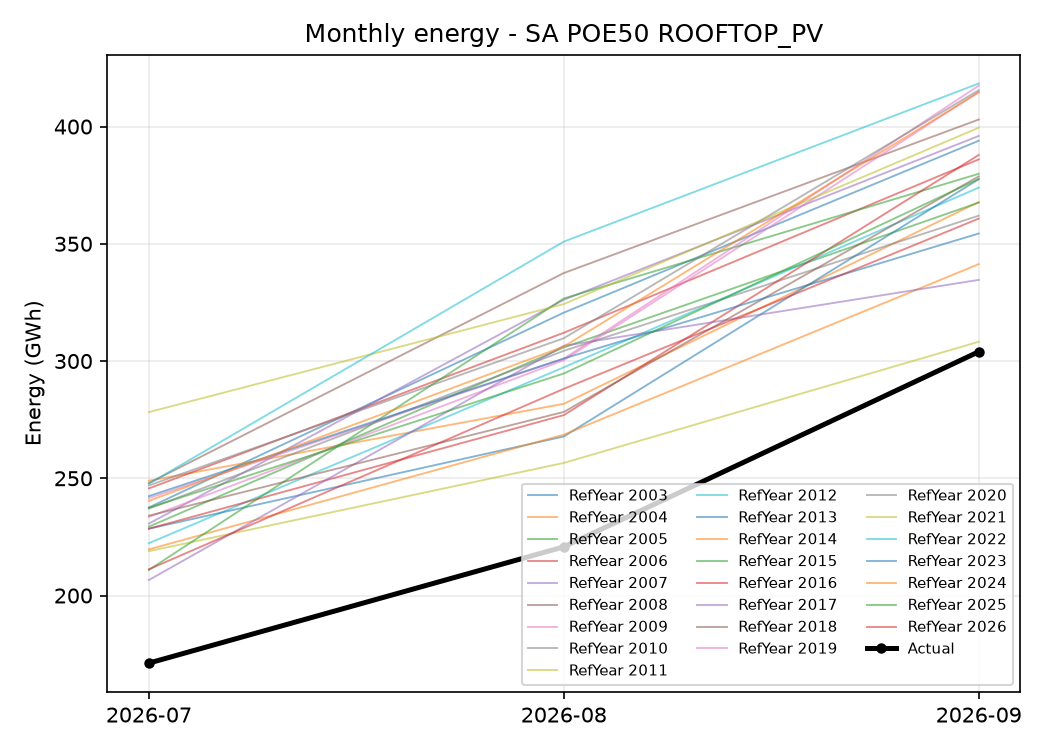 Monthly energy - SA POE50 ROOFTOP_PV
Energy (GWh)
400
350
300
250
200
2026-07
2026-08
2026-09
RefYear 2003
RefYear 2004
RefYear 2005
RefYear 2006
RefYear 2007
RefYear 2008
RefYear 2009
RefYear 2010
RefYear 2011
RefYear 2012
RefYear 2013
RefYear 2014
RefYear 2015
RefYear 2016
RefYear 2017
RefYear 2018
RefYear 2019
RefYear 2020
RefYear 2021
RefYear 2022
RefYear 2023
RefYear 2024
RefYear 2025
RefYear 2026
Actual